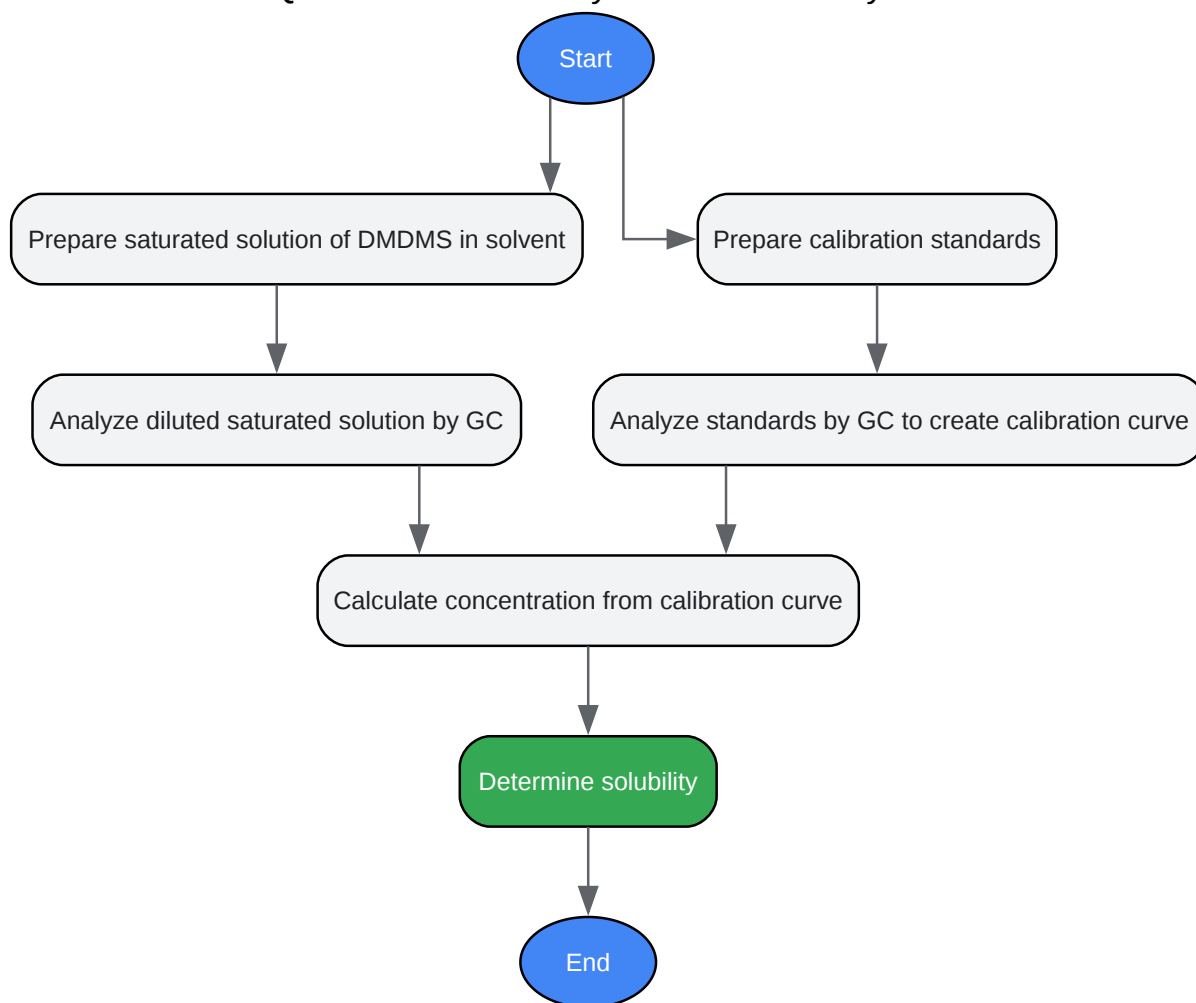 Start
Prepare saturated solution of DMDMS in solvent
Prepare calibration standards
Analyze diluted saturated solution by GC
Analyze standards by GC to create calibration curve
Calculate concentration from calibration curve
Determine solubility
End